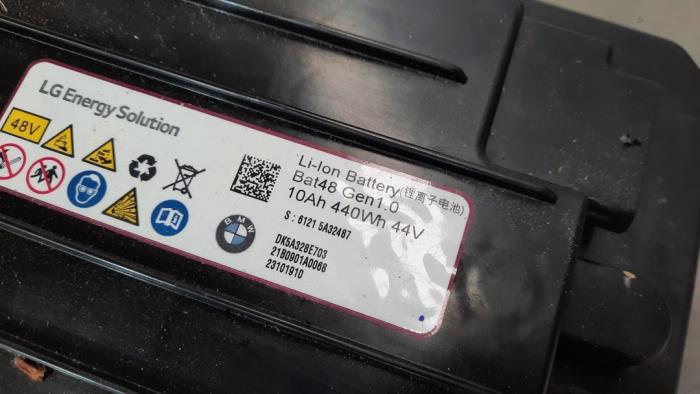 LG Energy Solution
48V
Li-Ion Battery(锂离子电池)
Bat48 Gen1.0
10Ah 440Wh 44V
S : 6121 5A32487
BMW
DK5A328E703
21B0901A0068
23101910